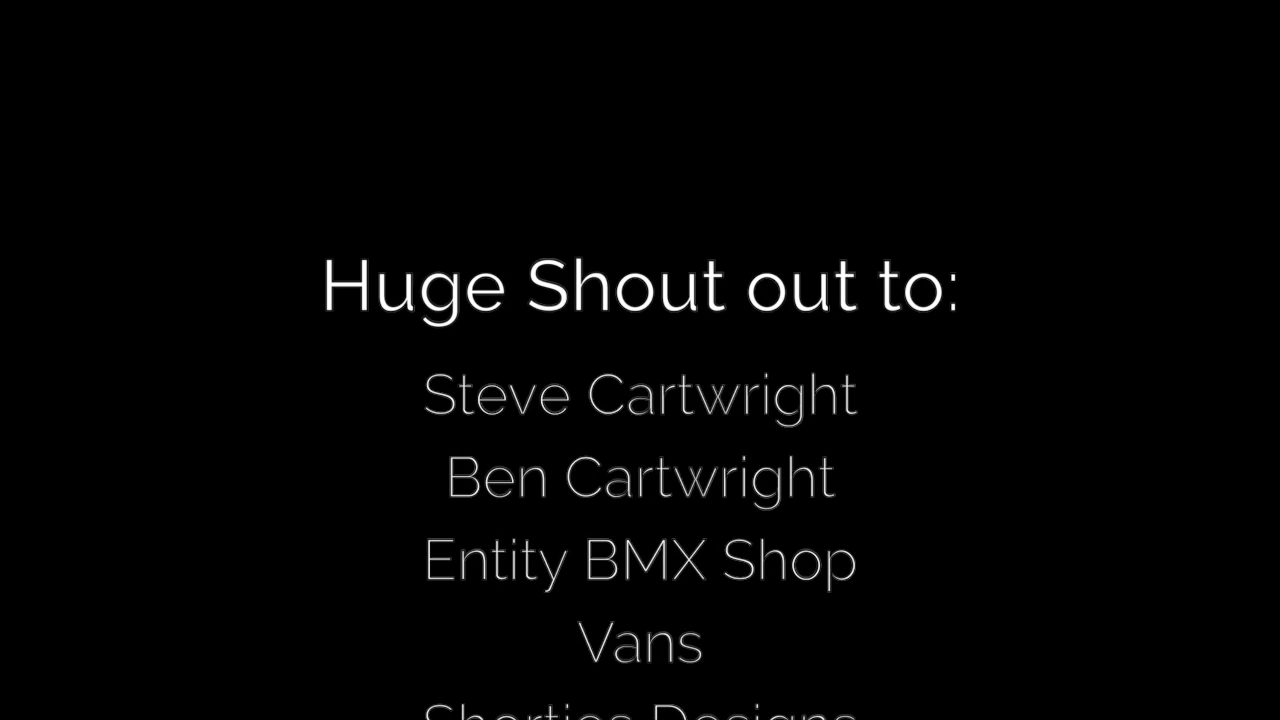 Huge Shout out to:
Steve Cartwright
Ben Cartwright
Entity BMX Shop
Vans
Shorties Designs